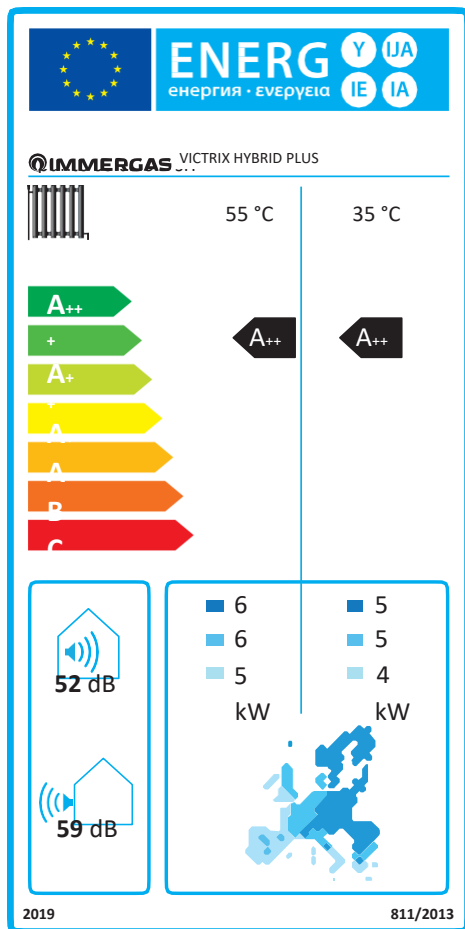 ENERG Y IJA
енергия · ενεργεια IE IA
IMMERGAS VICTRIX HYBRID PLUS
55 °C 35 °C
A++
+
A+
+
A
A
B
C
A++ A++
6 5
6 5
5 4
kW kW
52 dB
59 dB
2019 811/2013